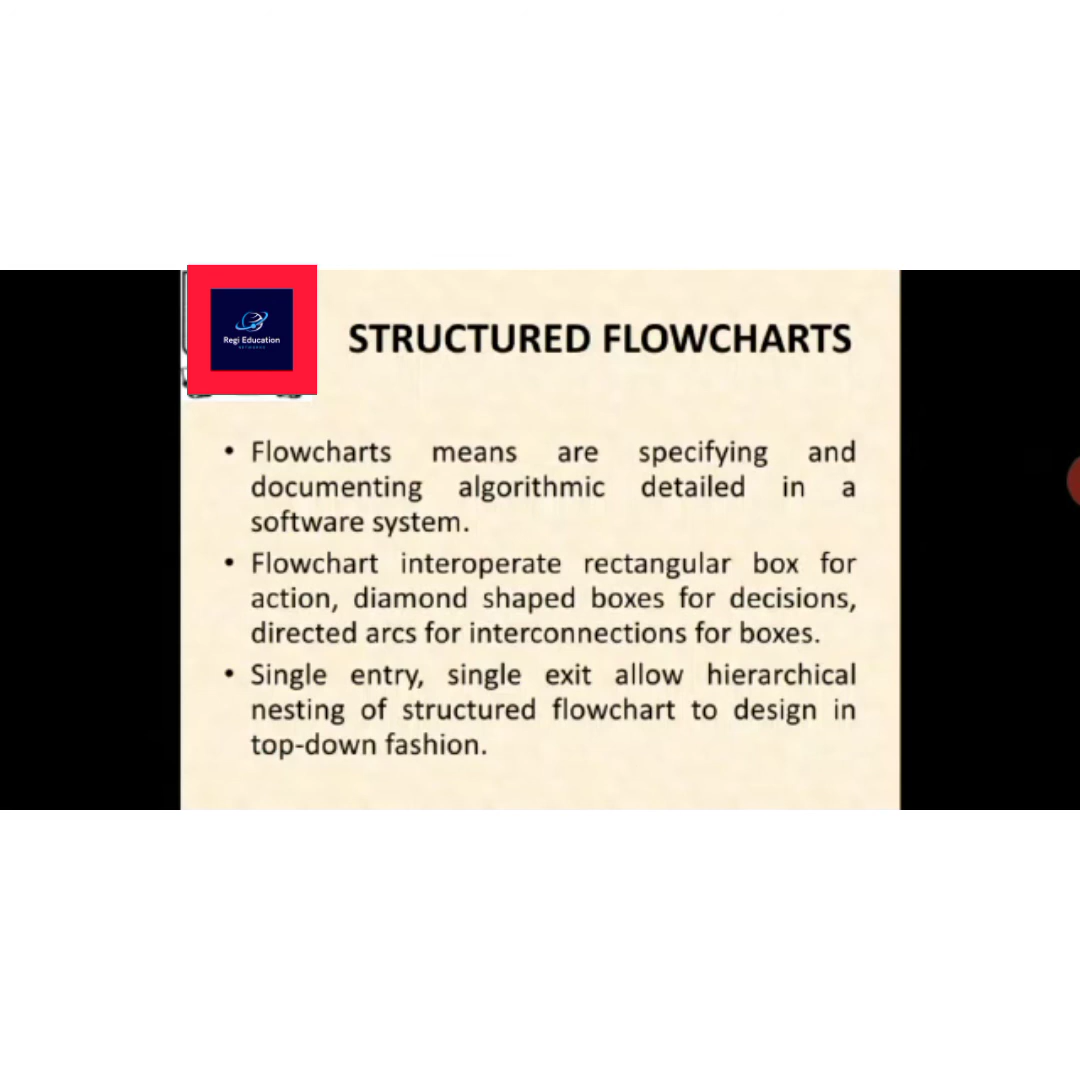 Regi Education
NETWORKS
STRUCTURED FLOWCHARTS
• Flowcharts means are specifying and
documenting algorithmic detailed in a
software system.
• Flowchart interoperate rectangular box for
action, diamond shaped boxes for decisions,
directed arcs for interconnections for boxes.
• Single entry, single exit allow hierarchical
nesting of structured flowchart to design in
top-down fashion.